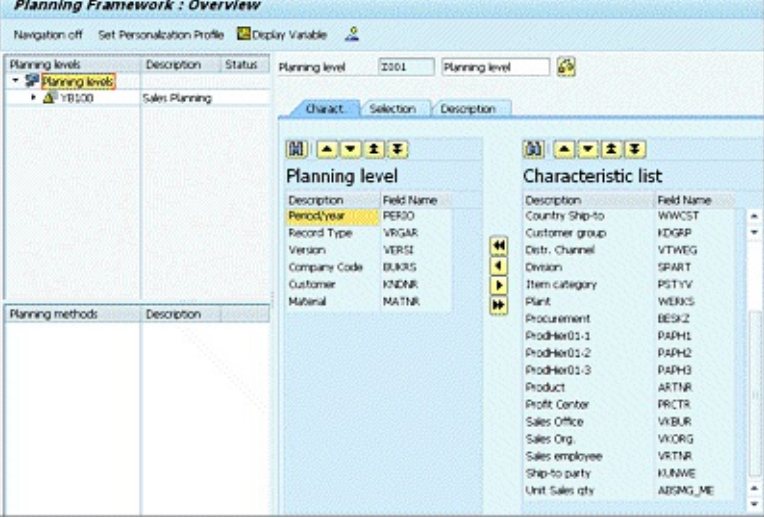 Planning Framework : Overview
Navigation off Set Personalization Profile Display Variable
Planning levels Description Status
Planning levels
YB100 Sales Planning
Planning methods Description
Planning level Z001 Planning level
Charact. Selection Description
Planning level
Description Field Name
Period/year PERIO
Record Type VRGAR
Version VERSI
Company Code BUKRS
Customer KNDNR
Material MATNR
Characteristic list
Description Field Name
Country Ship-to WWCST
Customer group KDGRP
Distr. Channel VTWEG
Division SPART
Item category PSTYV
Plant WERKS
Procurement BESKZ
ProdHier01-1 PAPH1
ProdHier01-2 PAPH2
ProdHier01-3 PAPH3
Product ARTNR
Profit Center PRCTR
Sales Office VKBUR
Sales Org. VKORG
Sales employee VRTNR
Ship-to party KUNWE
Unit Sales qty ABSMG_ME